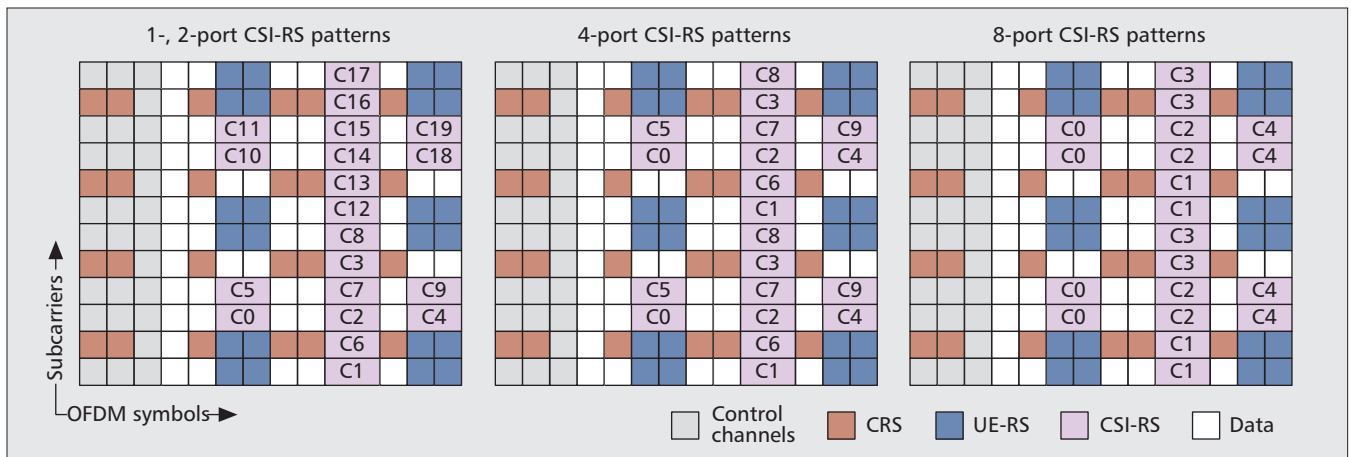 1-, 2-port CSI-RS patterns
4-port CSI-RS patterns
8-port CSI-RS patterns
C17
C16
C11 C15 C19
C10 C14 C18
C13
C12
C8
C3
C5 C7 C9
C0 C2 C4
C6
C1
C8
C3
C5 C7 C9
C0 C2 C4
C6
C1
C8
C3
C5 C7 C9
C0 C2 C4
C6
C1
C3
C3
C0 C2 C4
C0 C2 C4
C1
C1
C3
C3
C0 C2 C4
C0 C2 C4
C1
C1
Subcarriers
OFDM symbols
Control channels
CRS
UE-RS
CSI-RS
Data